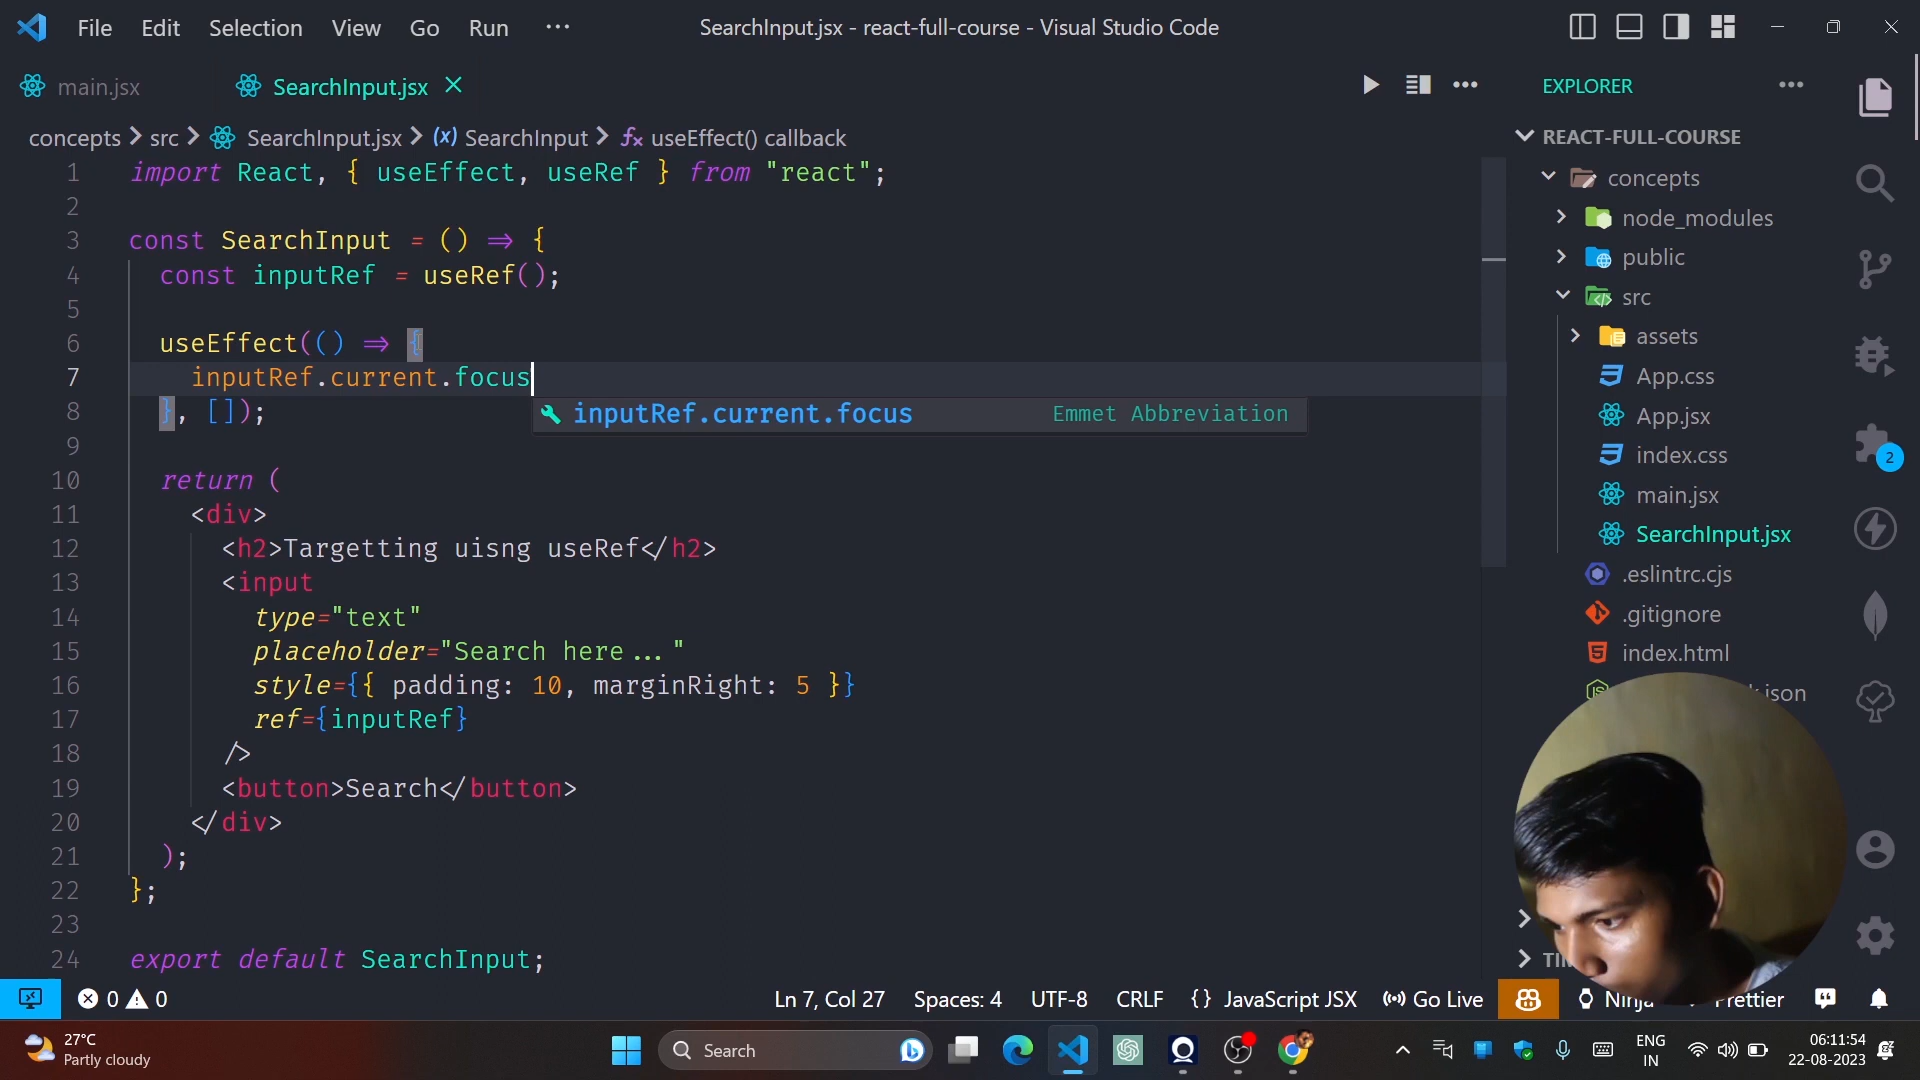 File Edit Selection View Go Run ···
SearchInput.jsx - react-full-course - Visual Studio Code
main.jsx
SearchInput.jsx
EXPLORER
concepts > src > SearchInput.jsx > (x) SearchInput > fx useEffect() callback
1 import React, { useEffect, useRef } from "react";
2
3 const SearchInput = () => {
4 const inputRef = useRef();
5
6 useEffect(() => {
7 inputRef.current.focus
8 }, []);
inputRef.current.focus Emmet Abbreviation
9
10 return (
11 <div>
12 <h2>Targetting uisng useRef</h2>
13 <input
14 type="text"
15 placeholder="Search here..."
16 style={{ padding: 10, marginRight: 5 }}
17 ref={inputRef}
18 />
19 <button>Search</button>
20 </div>
21 );
22 };
23
24 export default SearchInput;
REACT-FULL-COURSE
concepts
node_modules
public
src
assets
App.css
App.jsx
index.css
main.jsx
SearchInput.jsx
.eslintrc.cjs
.gitignore
index.html
2
0 0
Ln 7, Col 27 Spaces: 4 UTF-8 CRLF {} JavaScript JSX Go Live Ninja Prettier
27°C
Partly cloudy
Search
ENG
IN
06:11:54
22-08-2023